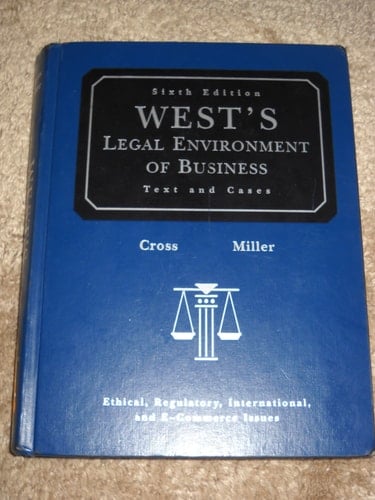 Sixth Edition
WEST'S
LEGAL ENVIRONMENT
OF BUSINESS
Text and Cases
Cross Miller
Ethical, Regulatory, International,
and E-Commerce Issues